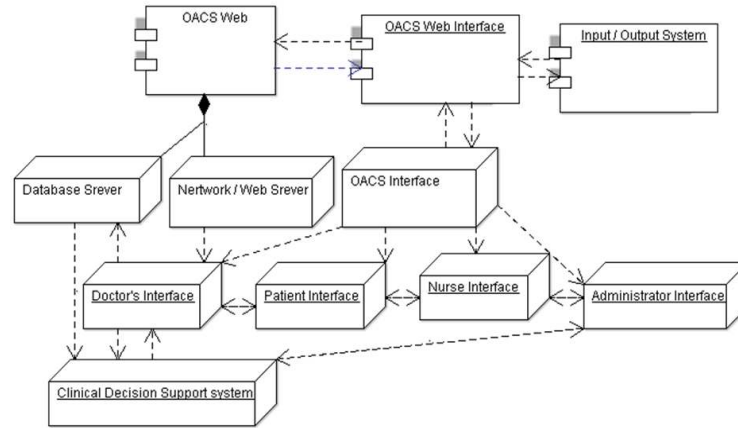 OACS Web
OACS Web Interface
Input / Output System
Database Srever
Nertwork / Web Srever
OACS Interface
Doctor's Interface
Patient Interface
Nurse Interface
Administrator Interface
Clinical Decision Support system